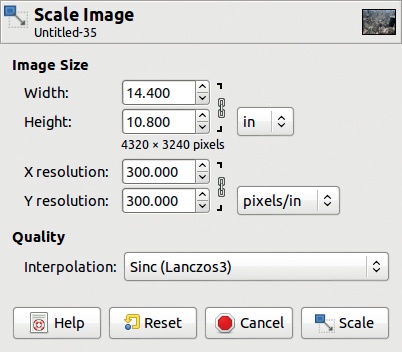 Scale Image
Untitled-35
Image Size
Width: 14.400
Height: 10.800 in
4320 × 3240 pixels
X resolution: 300.000
Y resolution: 300.000 pixels/in
Quality
Interpolation: Sinc (Lanczos3)
Help Reset Cancel Scale